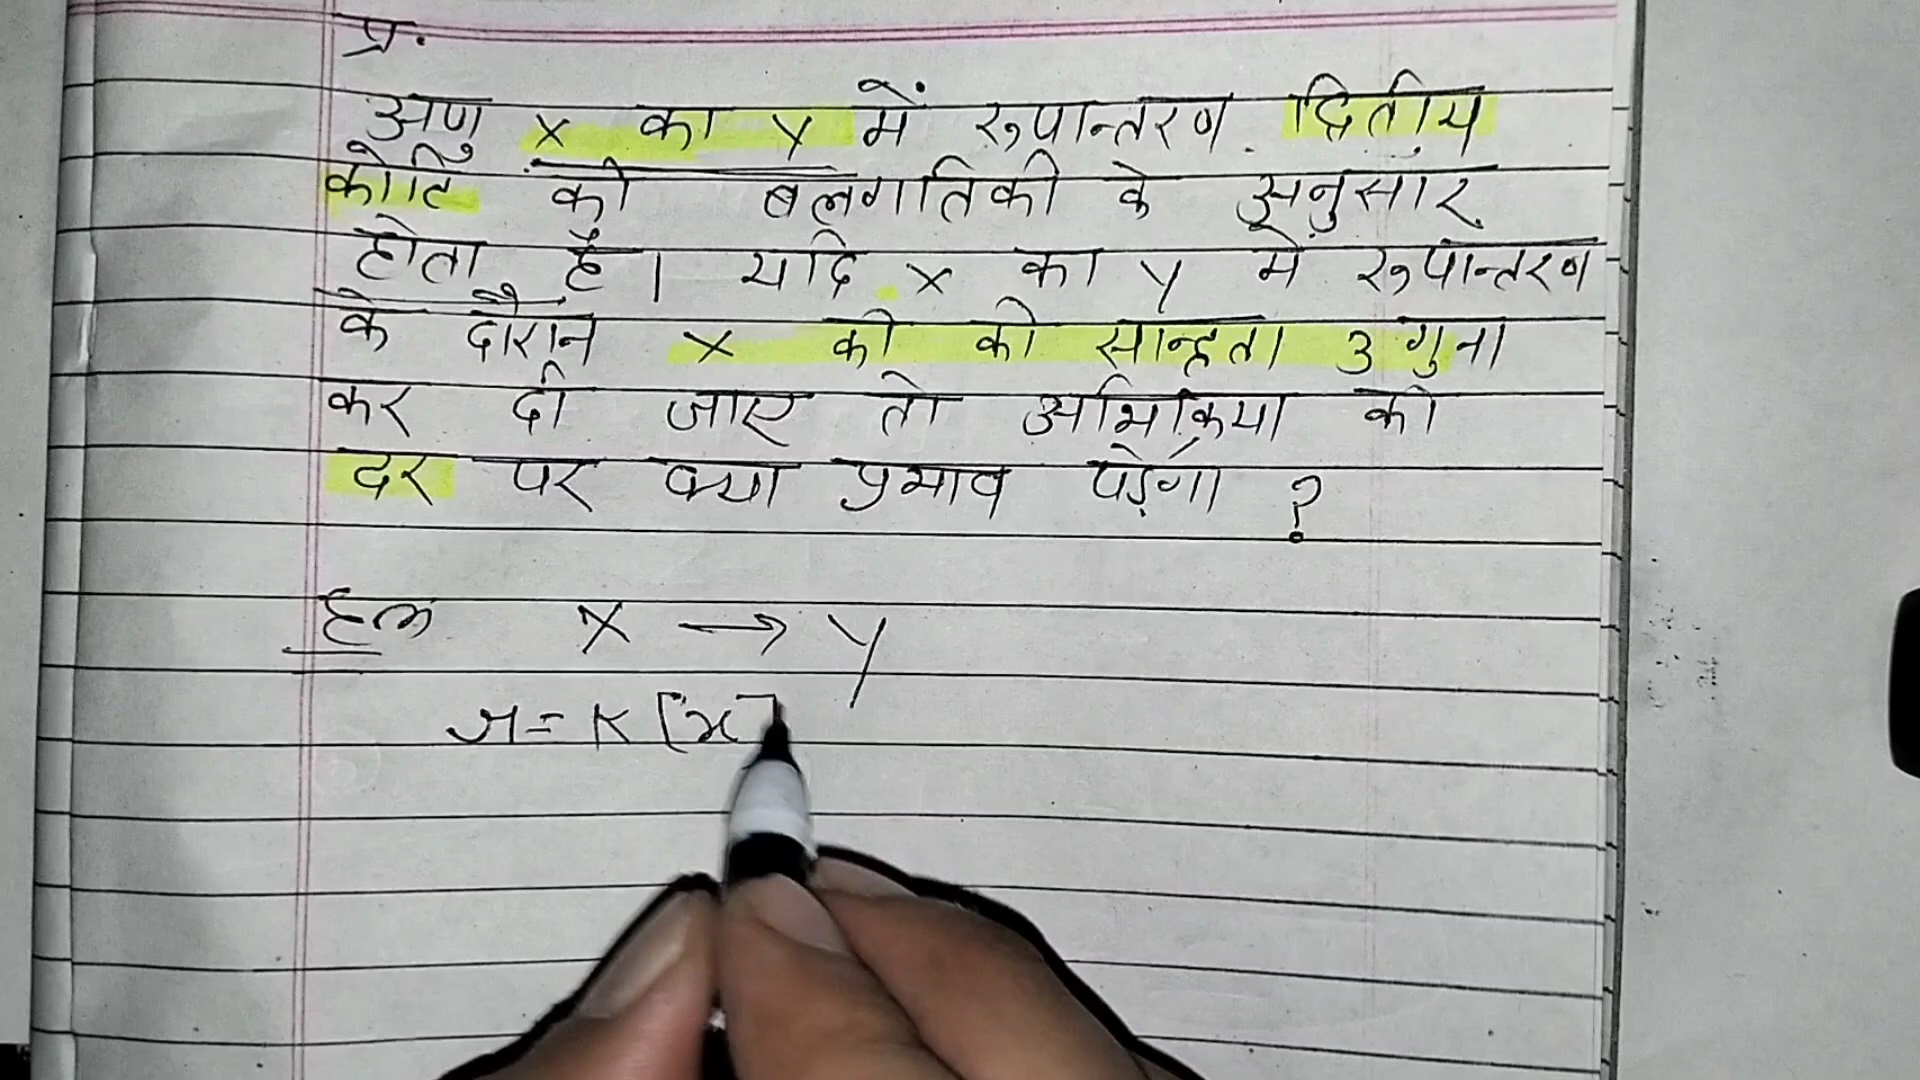 प्र.
अणु X का Y में रुपान्तरण द्वितीय
कोटि की बलगतिकी के अनुसार
होता है। यदि X का Y में रुपान्तरण
के दौरान X की की सान्द्रता 3 गुना
कर दी जाए तो अभिक्रिया की
दर पर क्या प्रभाव पड़ेगा ?
हल X → Y
r = K [x]